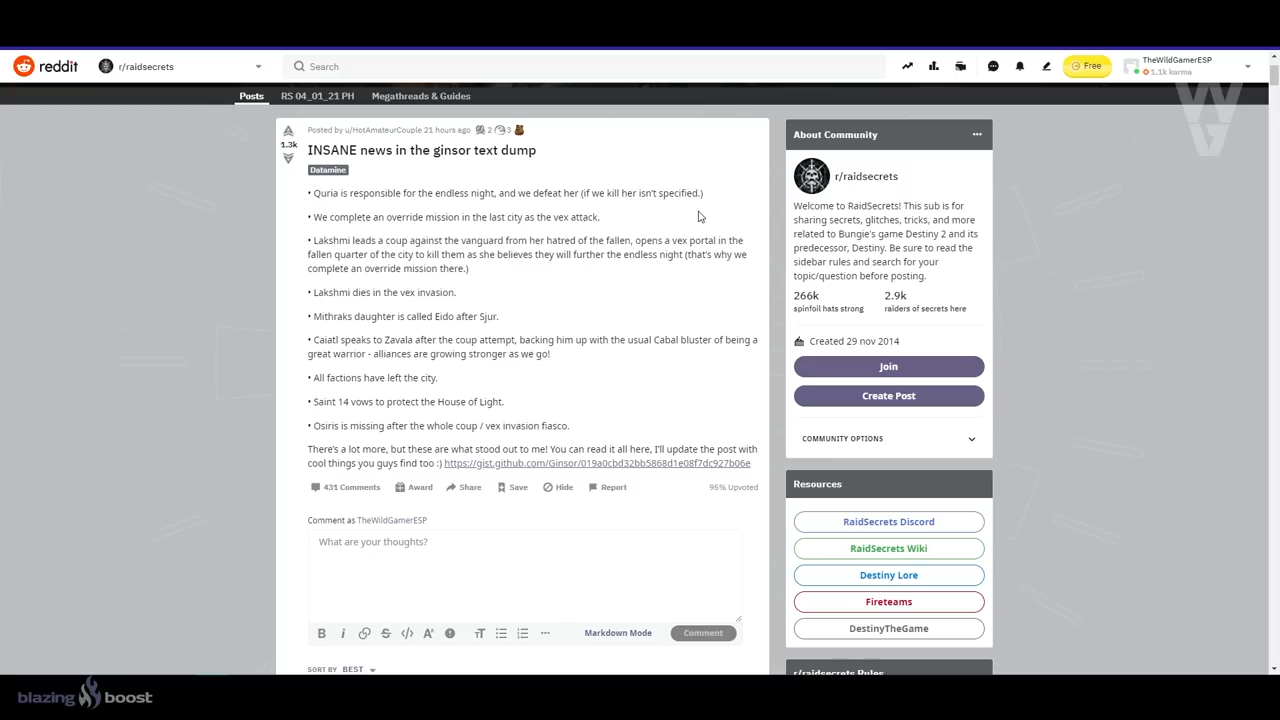 reddit
r/raidsecrets
Search
Free
TheWildGamerESP
1.1k karma
Posts
RS 04_01_21 PH
Megathreads & Guides
WG
1.3k
Posted by u/HotAmateurCouple 21 hours ago
2
3
INSANE news in the ginsor text dump
Datamine
• Quria is responsible for the endless night, and we defeat her (if we kill her isn't specified.)
• We complete an override mission in the last city as the vex attack.
• Lakshmi leads a coup against the vanguard from her hatred of the fallen, opens a vex portal in the
fallen quarter of the city to kill them as she believes they will further the endless night (that's why we
complete an override mission there.)
• Lakshmi dies in the vex invasion.
• Mithraks daughter is called Eido after Sjur.
• Caiatl speaks to Zavala after the coup attempt, backing him up with the usual Cabal bluster of being a
great warrior - alliances are growing stronger as we go!
• All factions have left the city.
• Saint 14 vows to protect the House of Light.
• Osiris is missing after the whole coup / vex invasion fiasco.
There's a lot more, but these are what stood out to me! You can read it all here, I'll update the post with
cool things you guys find too :) https://gist.github.com/Ginsor/019a0cbd32bb5868d1e08f7dc927b06e
431 Comments
Award
Share
Save
Hide
Report
95% Upvoted
Comment as TheWildGamerESP
What are your thoughts?
Markdown Mode
Comment
SORT BY BEST
About Community
r/raidsecrets
Welcome to RaidSecrets! This sub is for
sharing secrets, glitches, tricks, and more
related to Bungie's game Destiny 2 and its
predecessor, Destiny. Be sure to read the
sidebar rules and search for your
topic/question before posting.
266k
spinfoil hats strong
2.9k
raiders of secrets here
Created 29 nov 2014
Join
Create Post
COMMUNITY OPTIONS
Resources
RaidSecrets Discord
RaidSecrets Wiki
Destiny Lore
Fireteams
DestinyTheGame
r/raidsecrets Rules
blazing boost